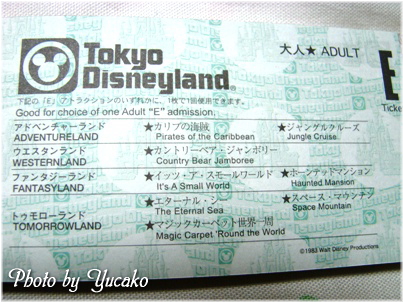 Tokyo
Disneyland®
大人★ ADULT
E
Ticke
下記の「E」アトラクションのいずれかに、1枚で1回使用できます。
Good for choice of one Adult "E" admission.
アドベンチャーランド ★カリブの海賊 ★ジャングルクルーズ
ADVENTURELAND Pirates of the Caribbean Jungle Cruise
ウエスタンランド ★カントリーベア・ジャンボリー
WESTERNLAND Country Bear Jamboree
ファンタジーランド ★イッツ・ア・スモールワールド ★ホーンテッドマンション
FANTASYLAND It's A Small World Haunted Mansion
★エターナル・シー ★スペース・マウンテン
トゥモローランド The Eternal Sea Space Mountain
TOMORROWLAND ★マジックカーペット世界一周
Magic Carpet 'Round the World
©1983 Walt Disney Productions
Photo by Yucako